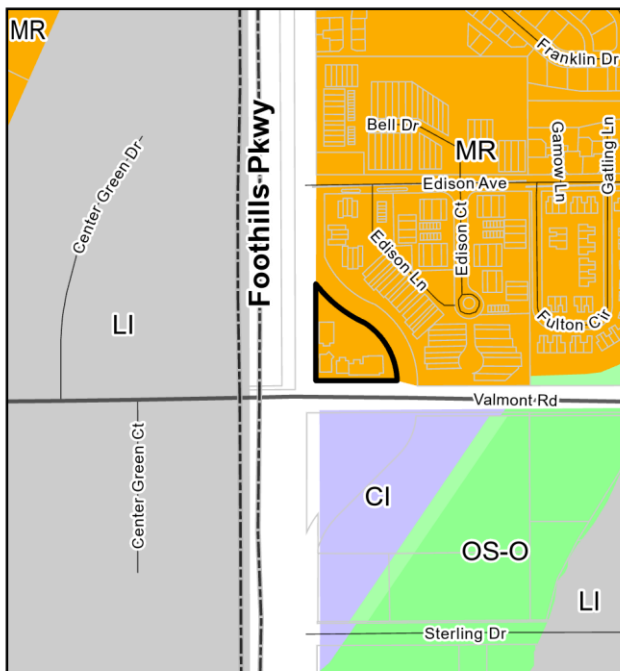 MR
Franklin Dr
Bell Dr
MR
Gamow Ln
Gatling Ln
Edison Ave
Center Green Dr
Foothills Pkwy
Edison Ct
Edison Ln
Fulton Cir
LI
Valmont Rd
Center Green Ct
CI
OS-O
LI
Sterling Dr